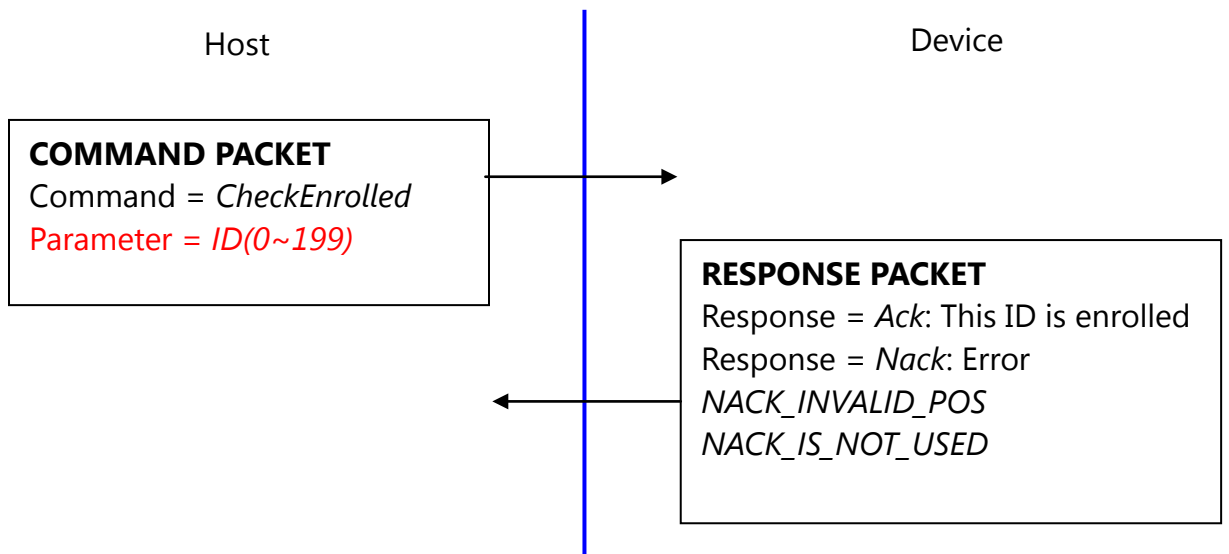 Host
Device
COMMAND PACKET
Command = CheckEnrolled
Parameter = ID(0~199)
RESPONSE PACKET
Response = Ack: This ID is enrolled
Response = Nack: Error
NACK_INVALID_POS
NACK_IS_NOT_USED